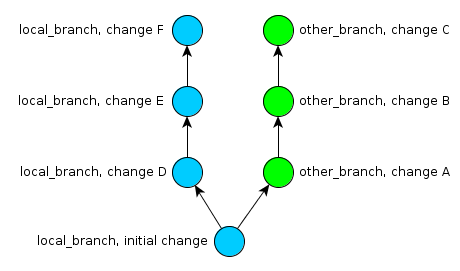 local_branch, change F
other_branch, change C
local_branch, change E
other_branch, change B
local_branch, change D
other_branch, change A
local_branch, initial change